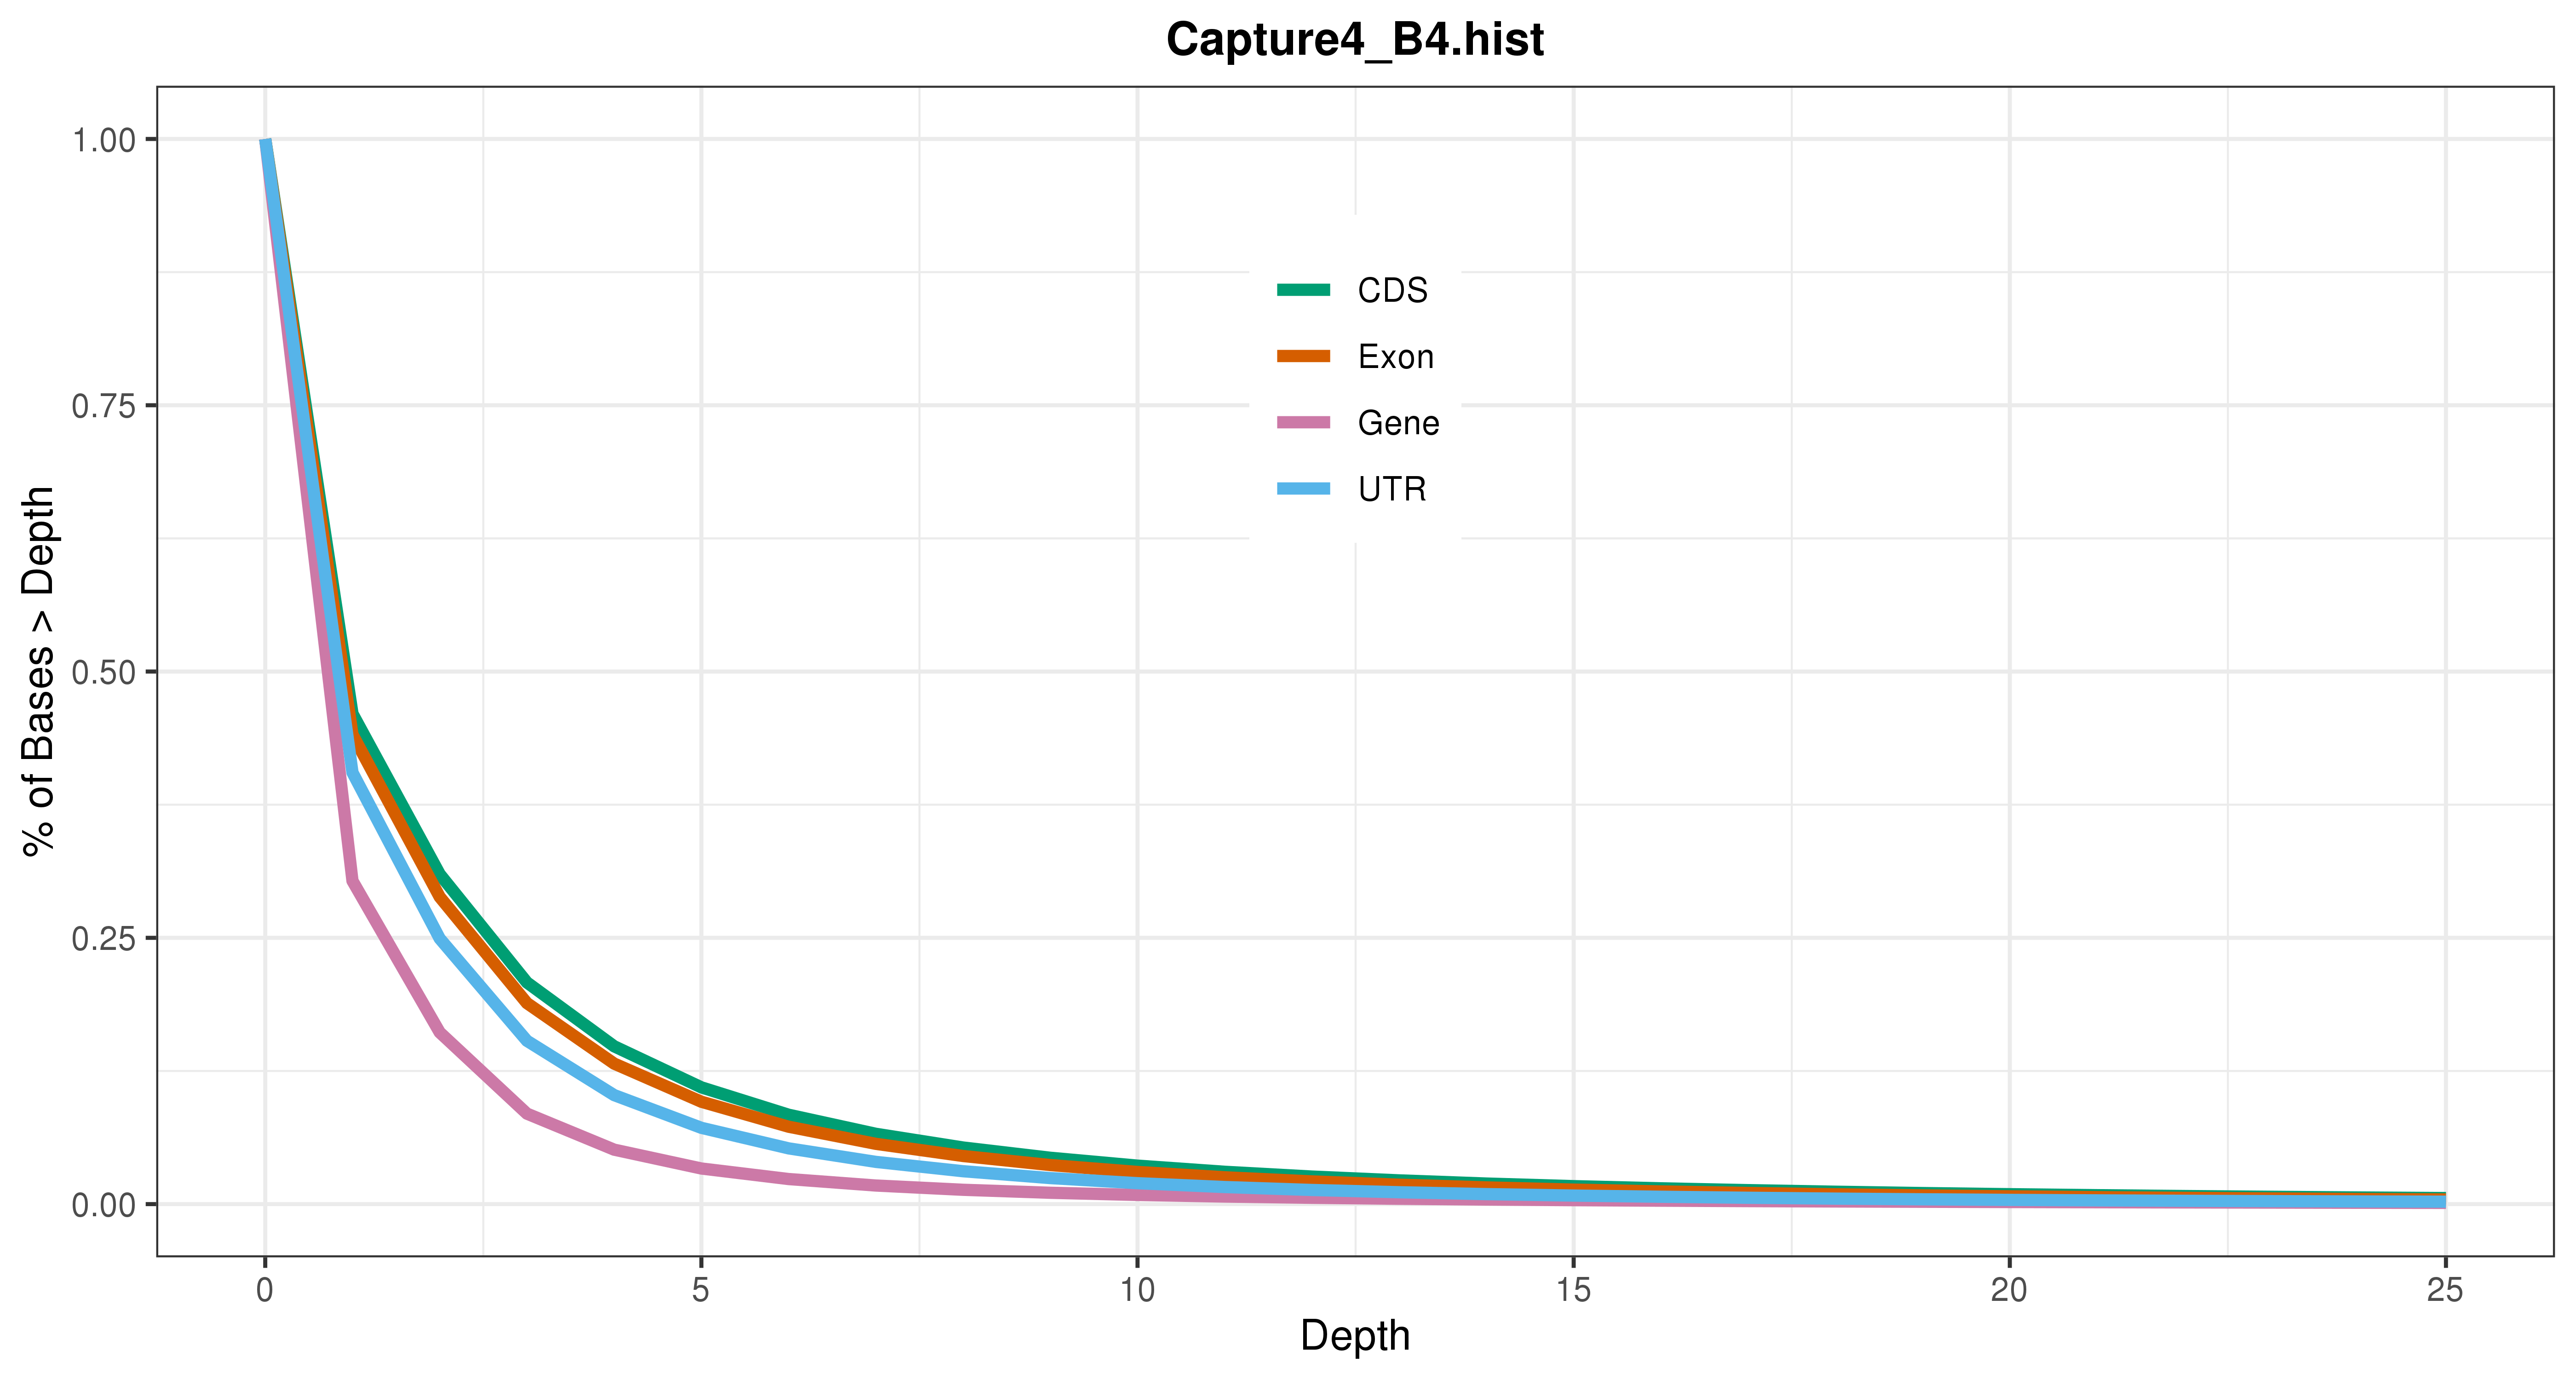 Capture4_B4.hist
% of Bases > Depth
1.00
0.75
0.50
0.25
0.00
CDS
Exon
Gene
UTR
0 5 10 15 20 25
Depth